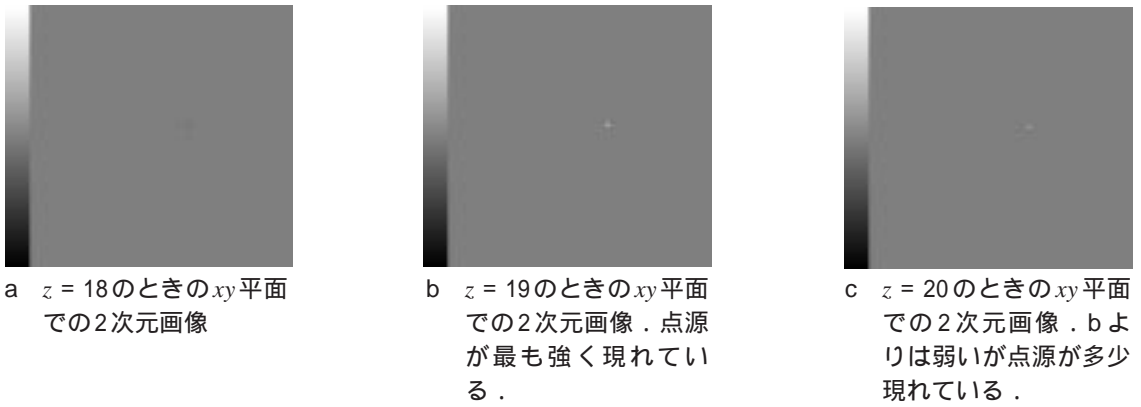 a z = 18のときのxy平面
での2次元画像
b z = 19のときのxy平面
での2次元画像．点源
が最も強く現れてい
る．
c z = 20のときのxy平面
での2次元画像．bよ
りは弱いが点源が多少
現れている．